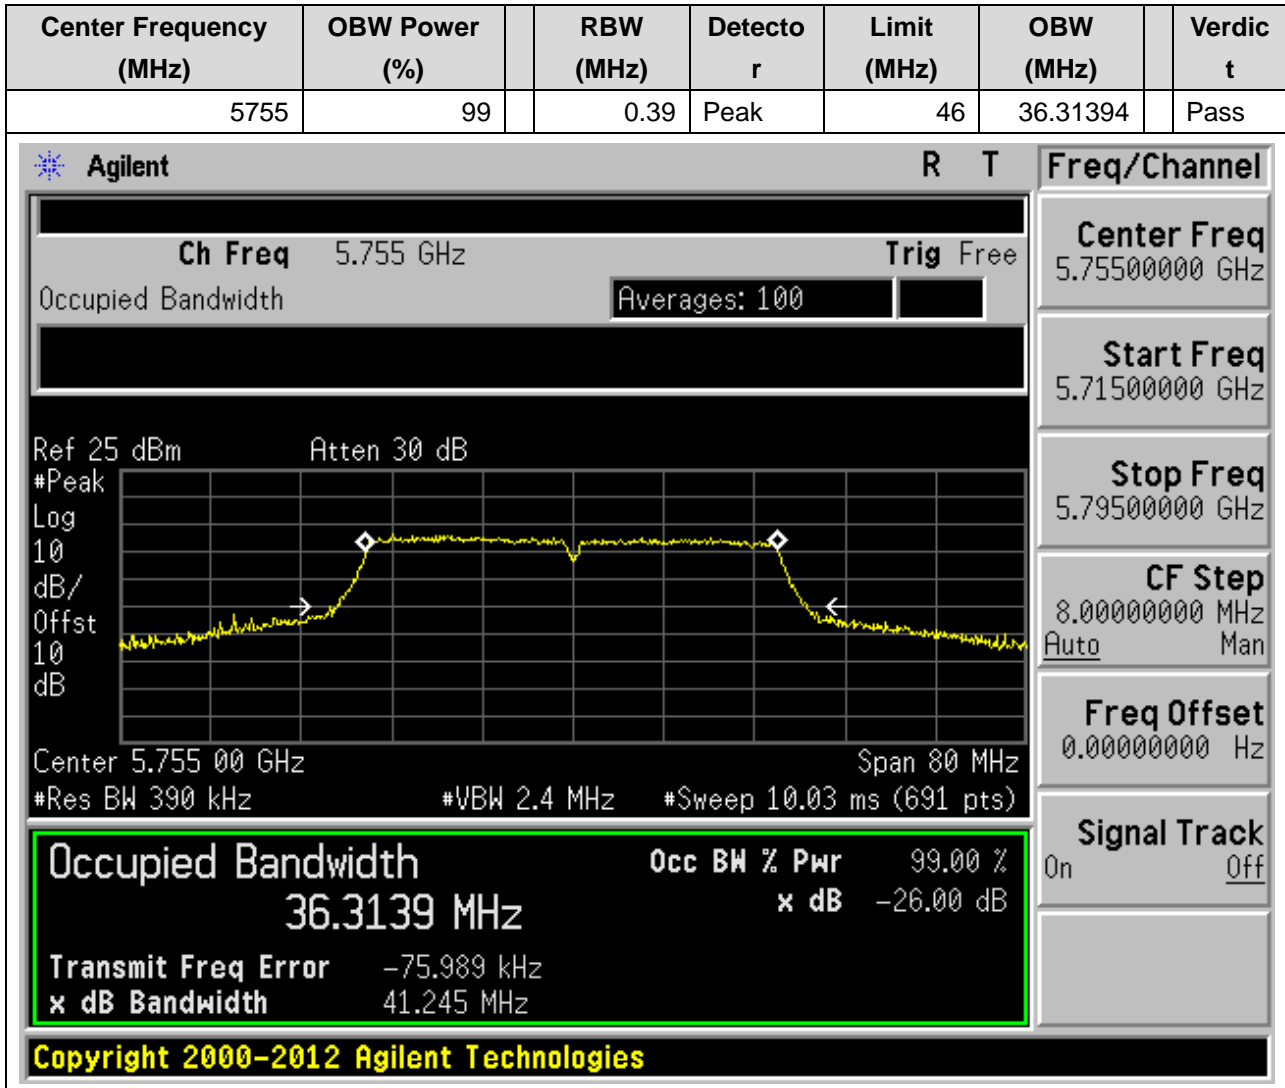 Center Frequency (MHz) OBW Power (%) RBW (MHz) Detecto r Limit (MHz) OBW (MHz) Verdic t
5755 99 0.39 Peak 46 36.31394 Pass
Agilent R T Freq/Channel
Ch Freq 5.755 GHz Trig Free
Occupied Bandwidth Averages: 100
Center Freq
5.75500000 GHz
Start Freq
5.71500000 GHz
Stop Freq
5.79500000 GHz
CF Step
8.00000000 MHz
Auto Man
Freq Offset
0.00000000 Hz
Signal Track
On Off
Ref 25 dBm Atten 30 dB
#Peak
Log
10
dB/
Offst
10
dB
Center 5.755 00 GHz Span 80 MHz
#Res BW 390 kHz #VBW 2.4 MHz #Sweep 10.03 ms (691 pts)
Occupied Bandwidth Occ BW % Pwr 99.00 %
36.3139 MHz x dB -26.00 dB
Transmit Freq Error -75.989 kHz
x dB Bandwidth 41.245 MHz
Copyright 2000-2012 Agilent Technologies